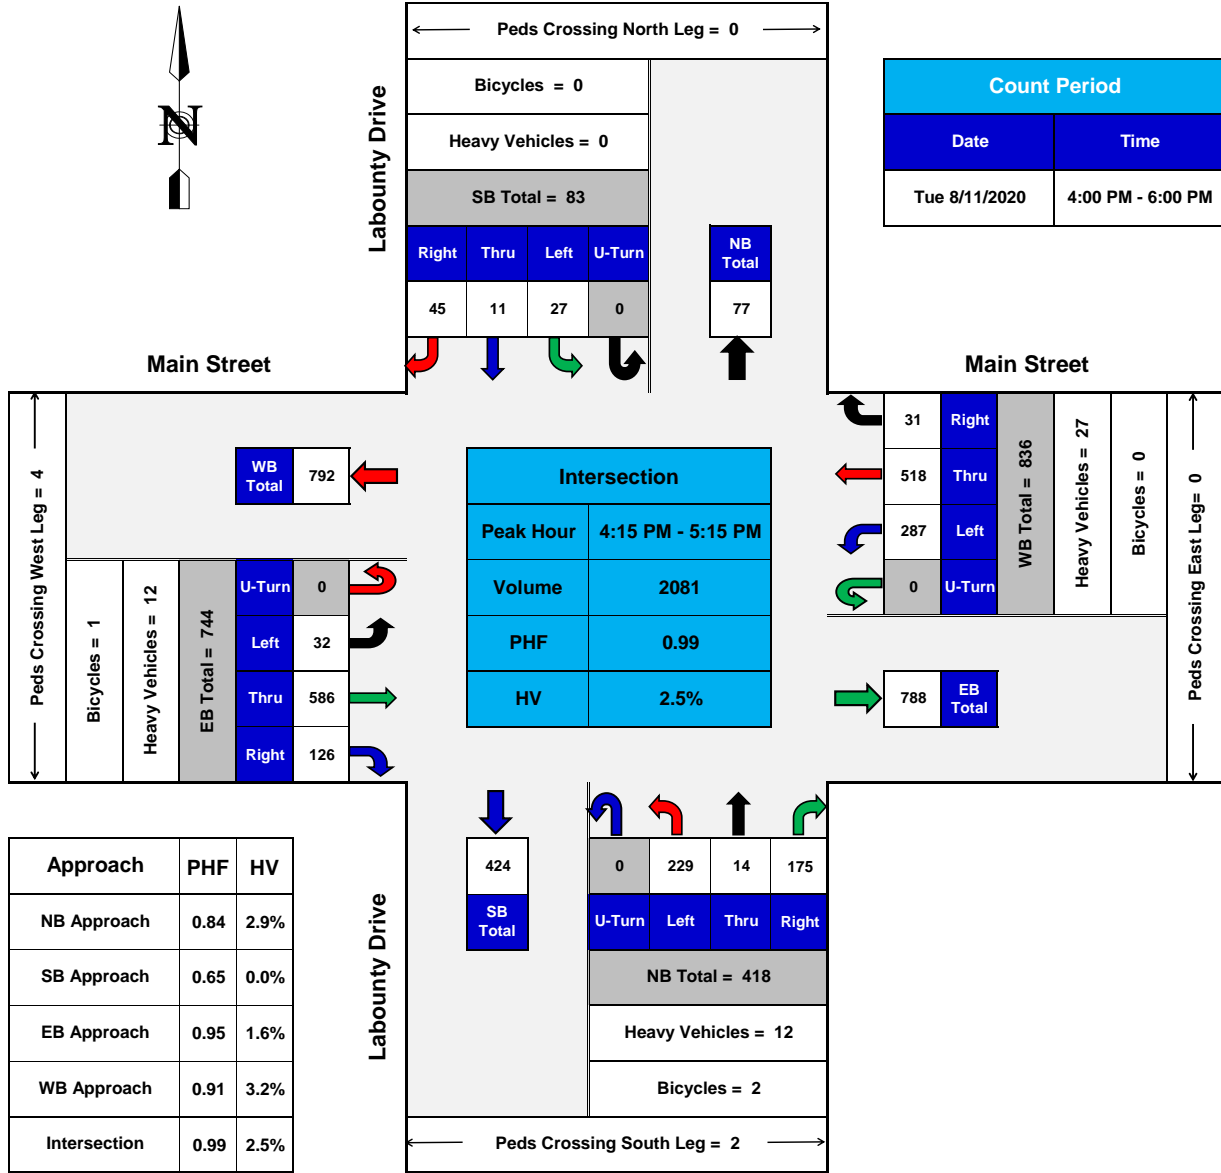 Peds Crossing North Leg = 0
N
Labounty Drive
Bicycles = 0
Heavy Vehicles = 0
SB Total = 83
Right Thru Left U-Turn
45 11 27 0
NB
Total
77
Count Period
Date Time
Tue 8/11/2020 4:00 PM - 6:00 PM
Main Street
Main Street
Peds Crossing West Leg = 4
Bicycles = 1
Heavy Vehicles = 12
EB Total = 744
WB
Total
792
U-Turn 0
Left 32
Thru 586
Right 126
Intersection
Peak Hour 4:15 PM - 5:15 PM
Volume 2081
PHF 0.99
HV 2.5%
31 Right
518 Thru
287 Left
0 U-Turn
WB Total = 836
Heavy Vehicles = 27
Bicycles = 0
Peds Crossing East Leg= 0
788
EB
Total
Approach PHF HV
NB Approach 0.84 2.9%
SB Approach 0.65 0.0%
EB Approach 0.95 1.6%
WB Approach 0.91 3.2%
Intersection 0.99 2.5%
Labounty Drive
424
SB
Total
0 229 14 175
U-Turn Left Thru Right
NB Total = 418
Heavy Vehicles = 12
Bicycles = 2
Peds Crossing South Leg = 2